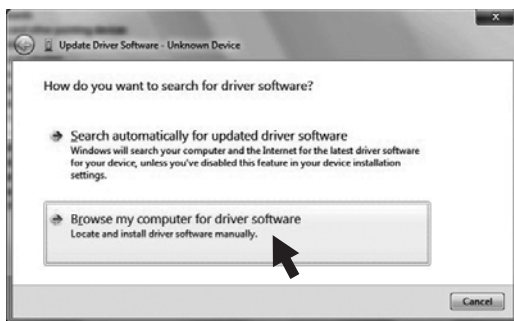 Update Driver Software - Unknown Device
How do you want to search for driver software?
Search automatically for updated driver software
Windows will search your computer and the Internet for the latest driver software
for your device, unless you've disabled this feature in your device installation
settings.
Browse my computer for driver software
Locate and install driver software manually.
Cancel